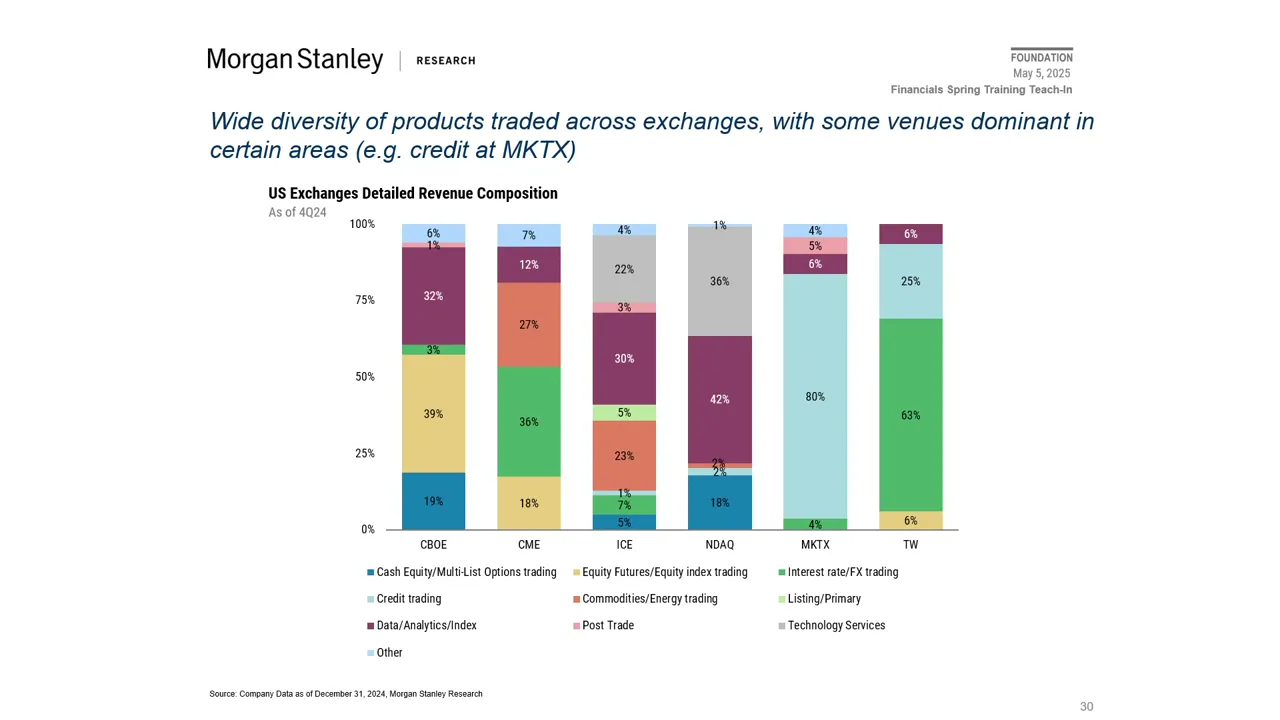 Morgan Stanley | RESEARCH
FOUNDATION
May 5, 2025
Financials Spring Training Teach-In
Wide diversity of products traded across exchanges, with some venues dominant in
certain areas (e.g. credit at MKTX)
US Exchanges Detailed Revenue Composition
As of 4Q24
100%
75%
50%
25%
0%
6%
1%
32%
3%
39%
19%
7%
12%
27%
36%
18%
4%
22%
3%
30%
5%
23%
1%
7%
5%
1%
36%
42%
2%
2%
18%
4%
5%
6%
80%
4%
6%
25%
63%
6%
CBOE CME ICE NDAQ MKTX TW
Cash Equity/Multi-List Options trading Equity Futures/Equity index trading Interest rate/FX trading
Credit trading Commodities/Energy trading Listing/Primary
Data/Analytics/Index Post Trade Technology Services
Other
Source: Company Data as of December 31, 2024, Morgan Stanley Research
30